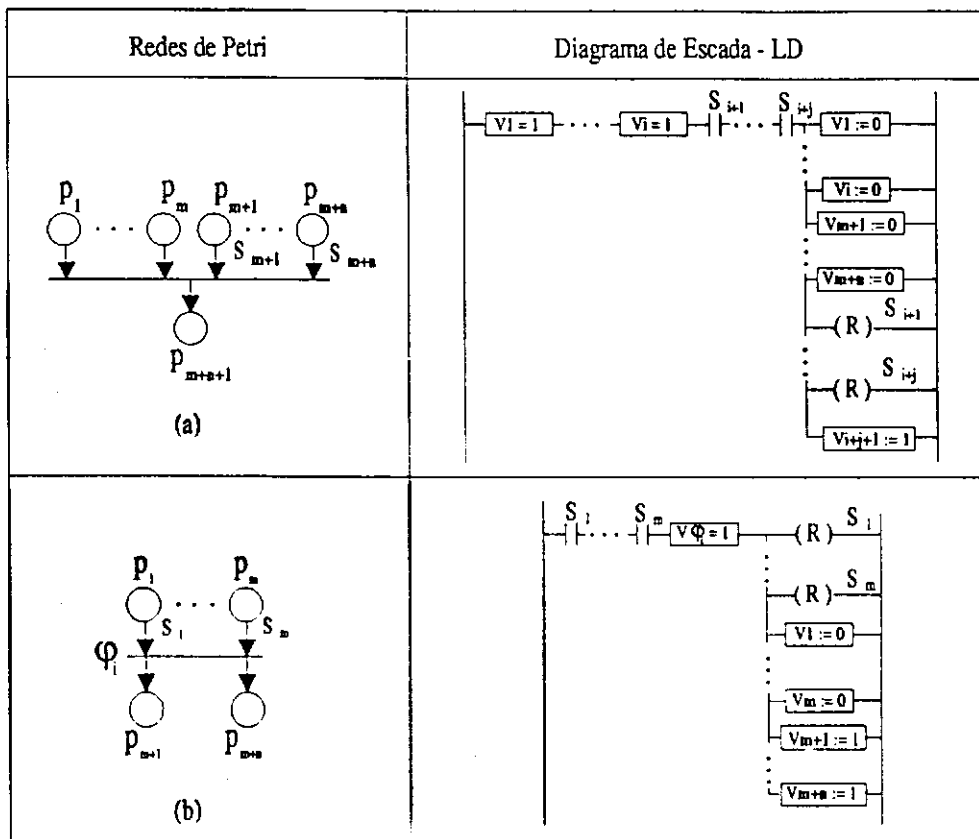 Redes de Petri
Diagrama de Escada - LD
p1 ... pm pm+1 ... pm+n
Sm+1 Sm+n
pm+n+1
(a)
V1 = 1 ... Vi = 1 Si+1 ... Si+j V1 := 0
Vi := 0
Vm+1 := 0
Vm+n := 0
(R) Si+1
(R) Si+j
Vi+j+1 := 1
p1 ... pm
S1 Sm
φi
pm+1 pm+n
(b)
S1 ... Sm Vφi = 1 (R) S1
(R) Sm
V1 := 0
Vm := 0
Vm+1 := 1
Vm+n := 1